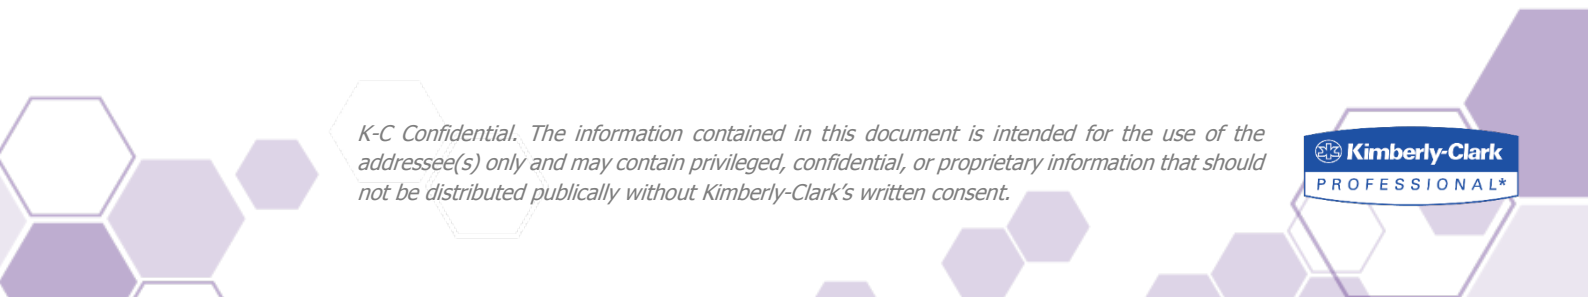 K-C Confidential. The information contained in this document is intended for the use of the
addressee(s) only and may contain privileged, confidential, or proprietary information that should
not be distributed publically without Kimberly-Clark's written consent.
Kimberly-Clark
PROFESSIONAL*